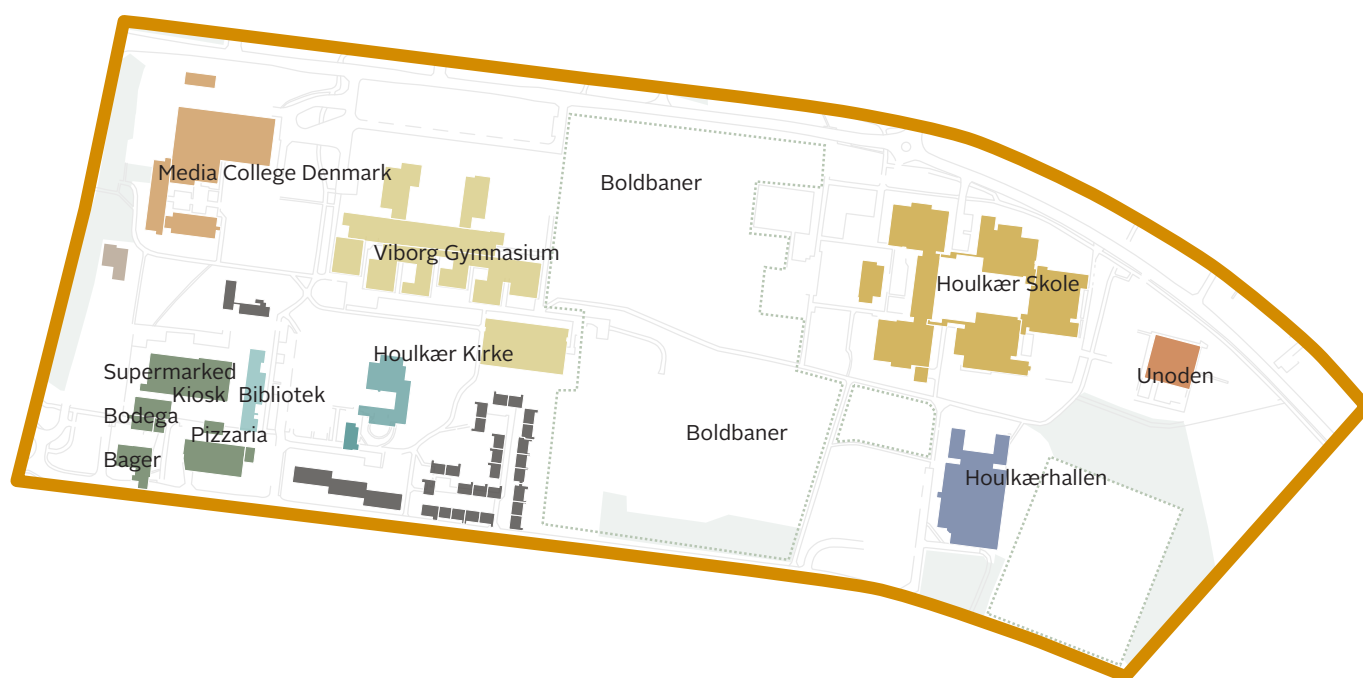 Media College Denmark
Boldbaner
Viborg Gymnasium
Houlkær Skole
Houlkær Kirke
Supermarked
Kiosk
Bibliotek
Unoden
Bodega
Pizzaria
Boldbaner
Bager
Houlkærhallen